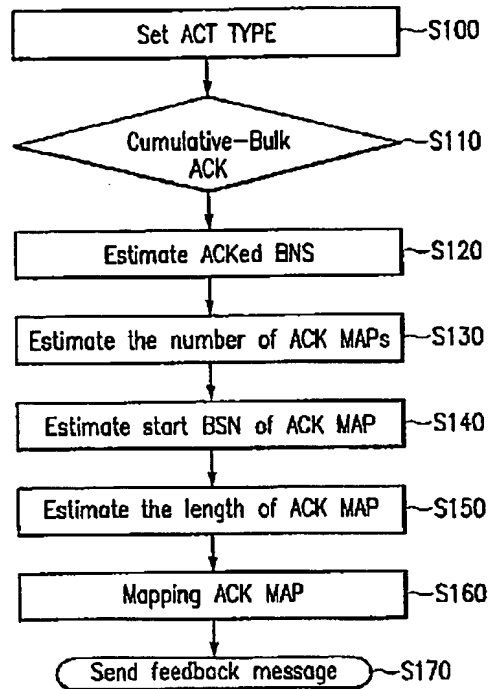 Set ACT TYPE
S100
Cumulative-Bulk
ACK
S110
Estimate ACKed BNS
S120
Estimate the number of ACK MAPs
S130
Estimate start BSN of ACK MAP
S140
Estimate the length of ACK MAP
S150
Mapping ACK MAP
S160
Send feedback message
S170